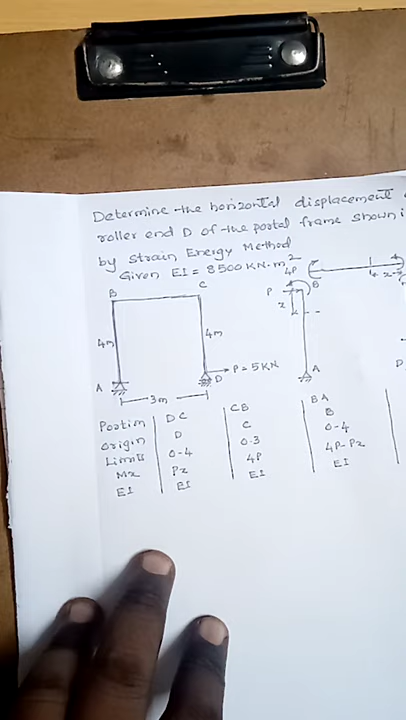 Determine the horizontal displacement
roller end D of the portal frame shown
by Strain Energy Method
Given EI = 8500 KN.m²
B
C
4m
4m
A
D
P = 5KN
3m
4P
P
B
x
A
x
D
Portion | DC | CB | BA
Origin | D | C | B
Limits | 0-4 | 0-3 | 0-4
Mx | Px | 4P | 4P-Px
EI | EI | EI | EI